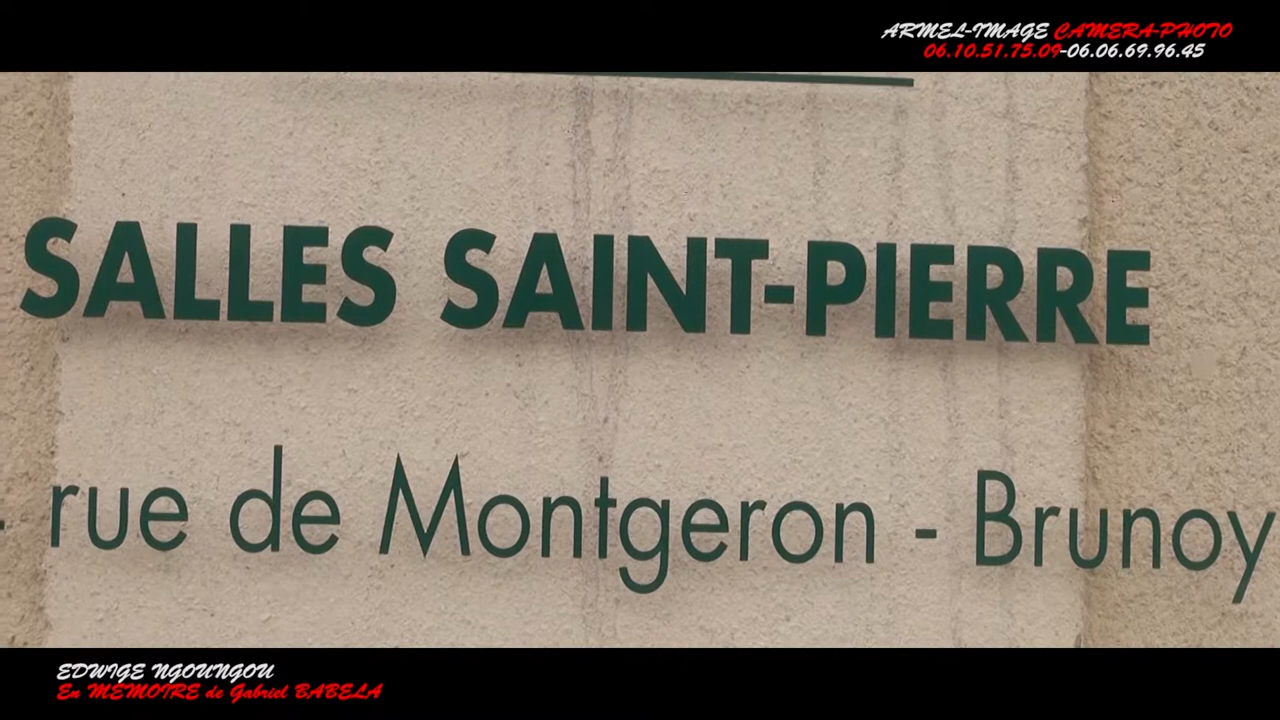 ARMEL-IMAGE CAMERA-PHOTO
06.10.51.75.09-06.06.69.96.45
SALLES SAINT-PIERRE
rue de Montgeron - Brunoy
EDWIGE NGOUNGOU
En MEMOIRE de Gabriel BABELA